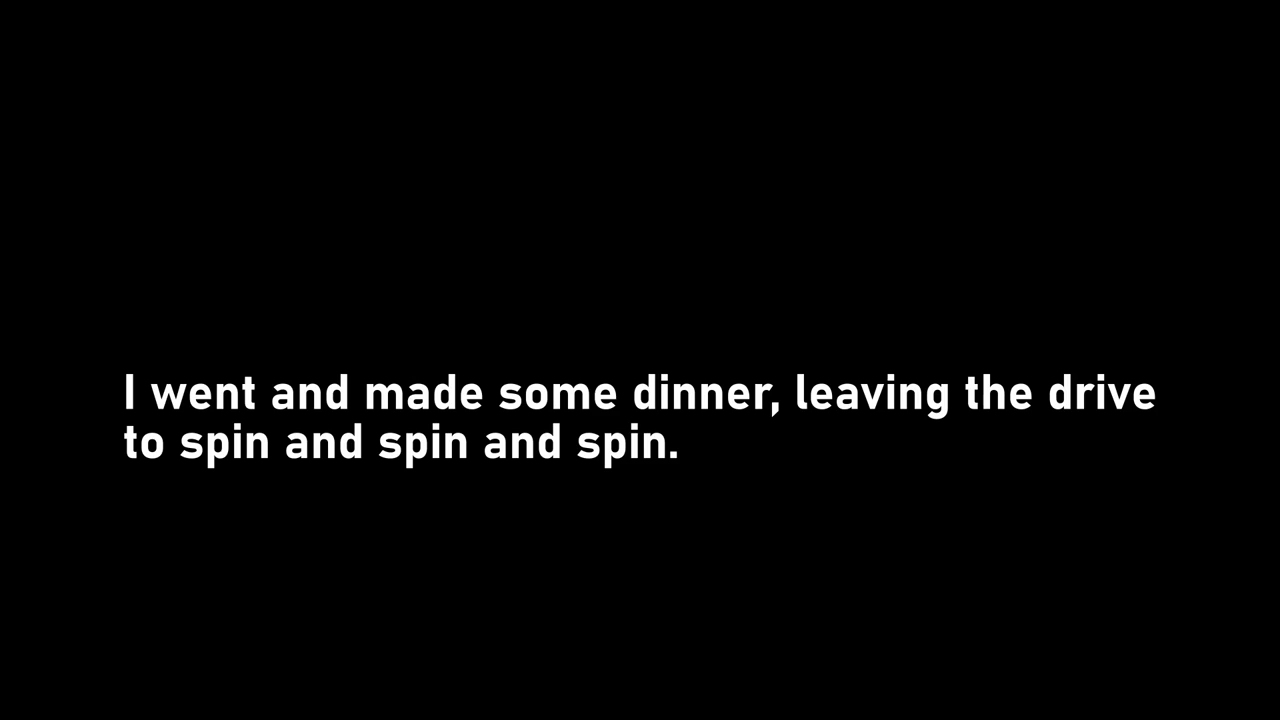 I went and made some dinner, leaving the drive
to spin and spin and spin.